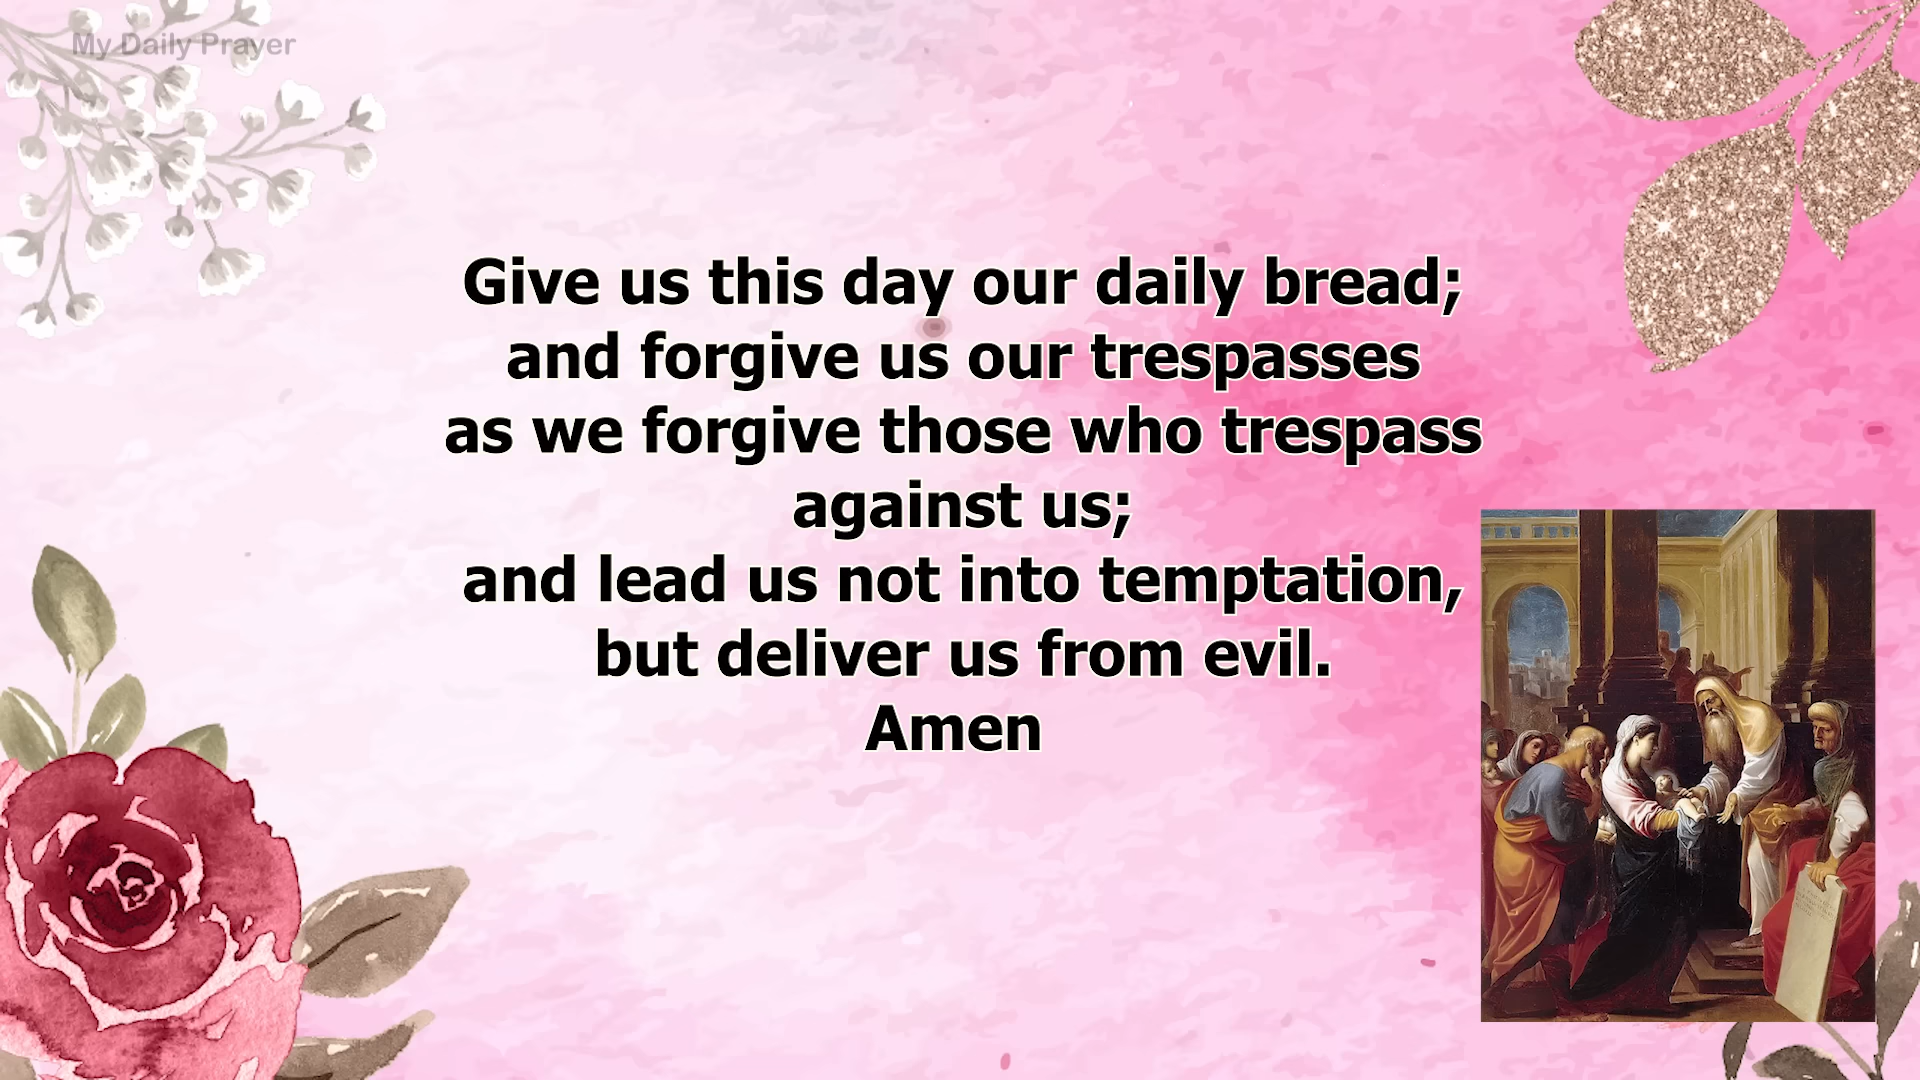 My Daily Prayer
Give us this day our daily bread;
and forgive us our trespasses
as we forgive those who trespass
against us;
and lead us not into temptation,
but deliver us from evil.
Amen